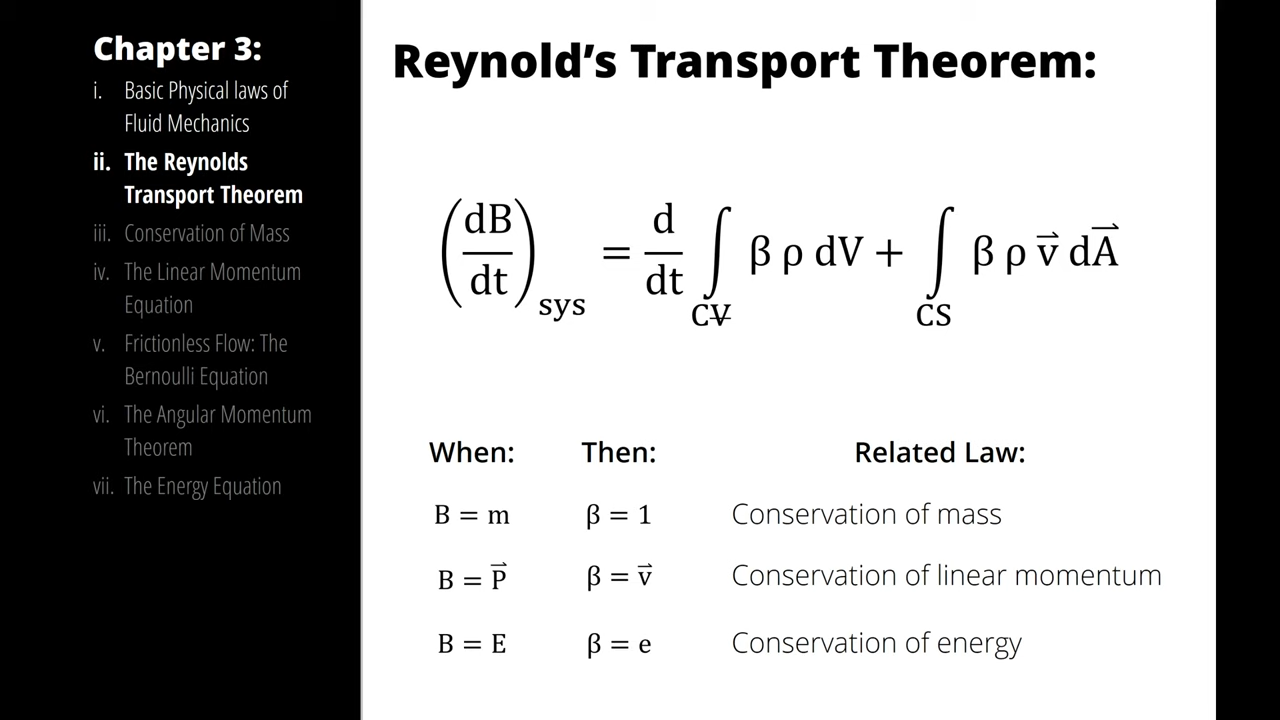 Chapter 3:
i. Basic Physical laws of
Fluid Mechanics
ii. The Reynolds
Transport Theorem
iii. Conservation of Mass
iv. The Linear Momentum
Equation
v. Frictionless Flow: The
Bernoulli Equation
vi. The Angular Momentum
Theorem
vii. The Energy Equation
Reynold’s Transport Theorem:
(dB/dt)sys = d/dt ∫CV̶ β ρ dV + ∫CS β ρ v⃗ dA⃗
When: Then: Related Law:
B = m β = 1 Conservation of mass
B = P⃗ β = v⃗ Conservation of linear momentum
B = E β = e Conservation of energy